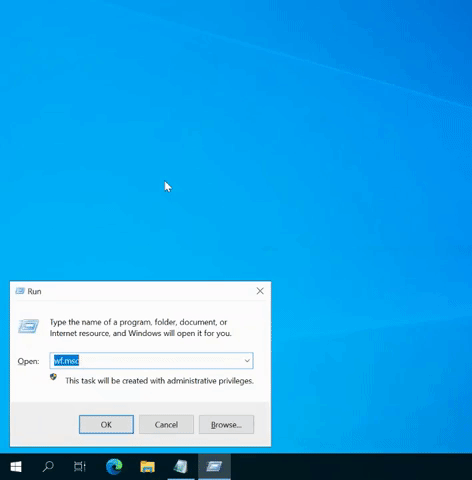 Run
Type the name of a program, folder, document, or
Internet resource, and Windows will open it for you.
Open: wf.msc
This task will be created with administrative privileges.
OK Cancel Browse...